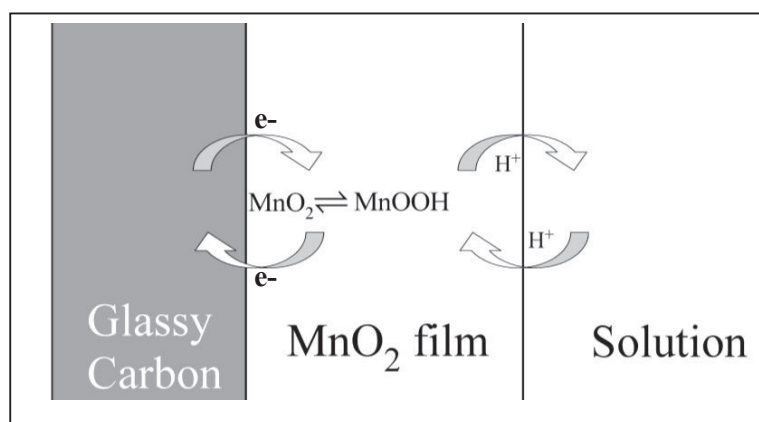 e-
H⁺
MnO₂ ⇌ MnOOH
H⁺
e-
Glassy
Carbon
MnO₂ film
Solution